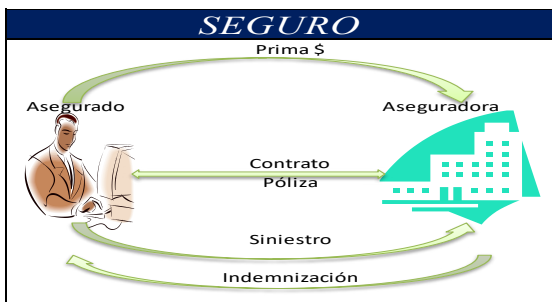 SEGURO
Prima $
Asegurado
Aseguradora
Contrato
Póliza
Siniestro
Indemnización